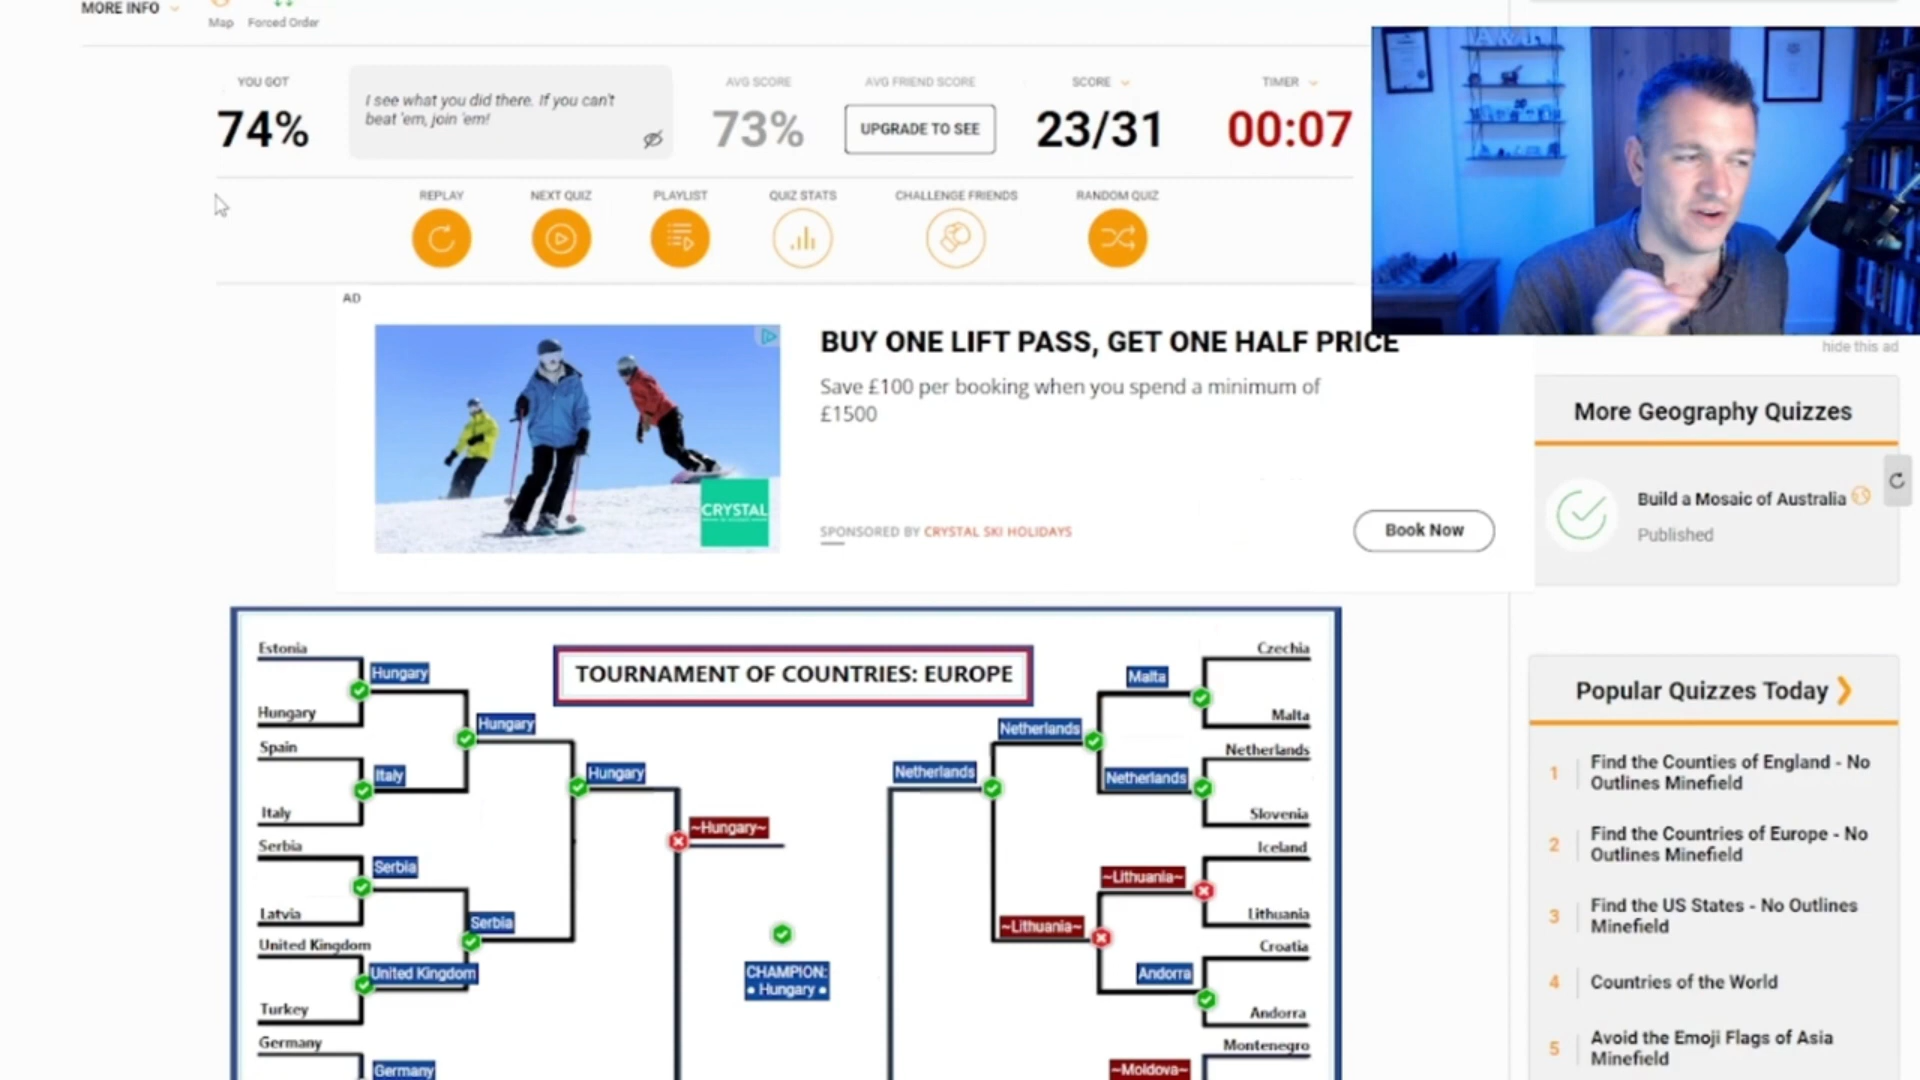 MORE INFO
Map
Forced Order
YOU GOT
74%
I see what you did there. If you can't
beat 'em, join 'em!
AVG SCORE
73%
AVG FRIEND SCORE
UPGRADE TO SEE
SCORE
23/31
TIMER
00:07
REPLAY
NEXT QUIZ
PLAYLIST
QUIZ STATS
CHALLENGE FRIENDS
RANDOM QUIZ
AD
CRYSTAL
BUY ONE LIFT PASS, GET ONE HALF PRICE
Save £100 per booking when you spend a minimum of
£1500
SPONSORED BY CRYSTAL SKI HOLIDAYS
Book Now
hide this ad
More Geography Quizzes
Build a Mosaic of Australia
Published
Popular Quizzes Today
1 Find the Counties of England - No
Outlines Minefield
2 Find the Countries of Europe - No
Outlines Minefield
3 Find the US States - No Outlines
Minefield
4 Countries of the World
5 Avoid the Emoji Flags of Asia
Minefield
TOURNAMENT OF COUNTRIES: EUROPE
Estonia
Hungary
Hungary
Hungary
Spain
Italy
Italy
Hungary
Serbia
~Hungary~
Serbia
Latvia
Serbia
United Kingdom
United Kingdom
Turkey
Germany
Germany
CHAMPION:
• Hungary •
Czechia
Malta
Malta
Netherlands
Netherlands
Netherlands
Netherlands
Slovenia
Iceland
~Lithuania~
Lithuania
~Lithuania~
Croatia
Andorra
Andorra
Montenegro
~Moldova~